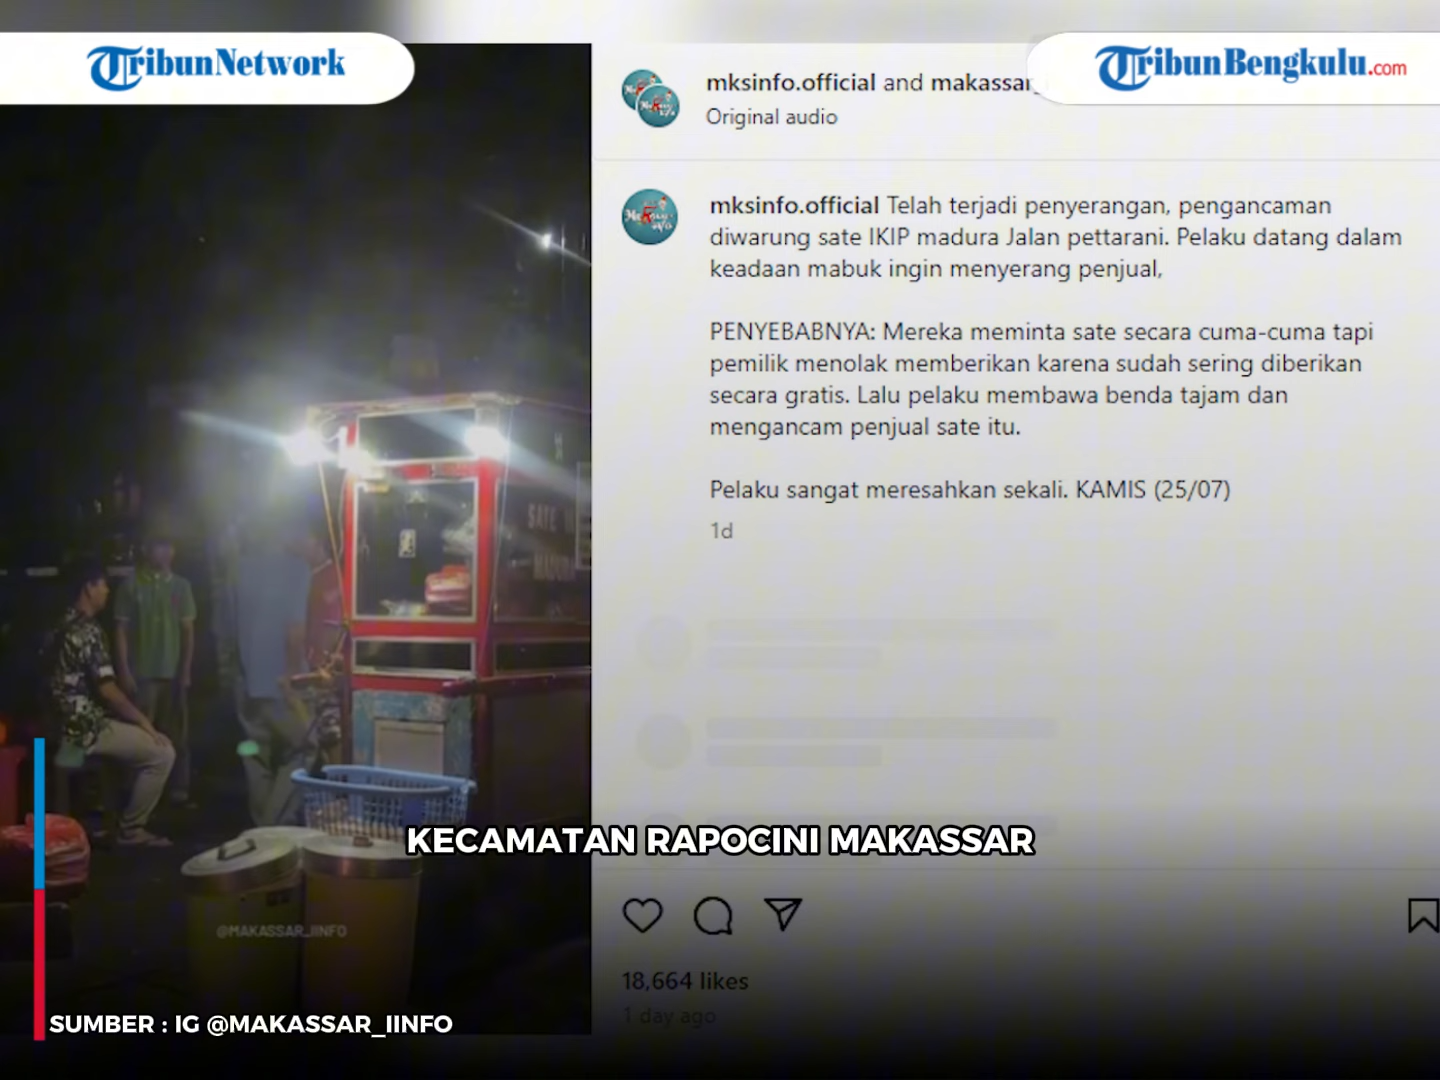 TribunNetwork
TribunBengkulu.com
mksinfo.official and makassar
Original audio
mksinfo.official Telah terjadi penyerangan, pengancaman
diwarung sate IKIP madura Jalan pettarani. Pelaku datang dalam
keadaan mabuk ingin menyerang penjual,
PENYEBABNYA: Mereka meminta sate secara cuma-cuma tapi
pemilik menolak memberikan karena sudah sering diberikan
secara gratis. Lalu pelaku membawa benda tajam dan
mengancam penjual sate itu.
Pelaku sangat meresahkan sekali. KAMIS (25/07)
1d
SATE
MADURA
KECAMATAN RAPOCINI MAKASSAR
@MAKASSAR_IINFO
18,664 likes
1 day ago
SUMBER : IG @MAKASSAR_IINFO